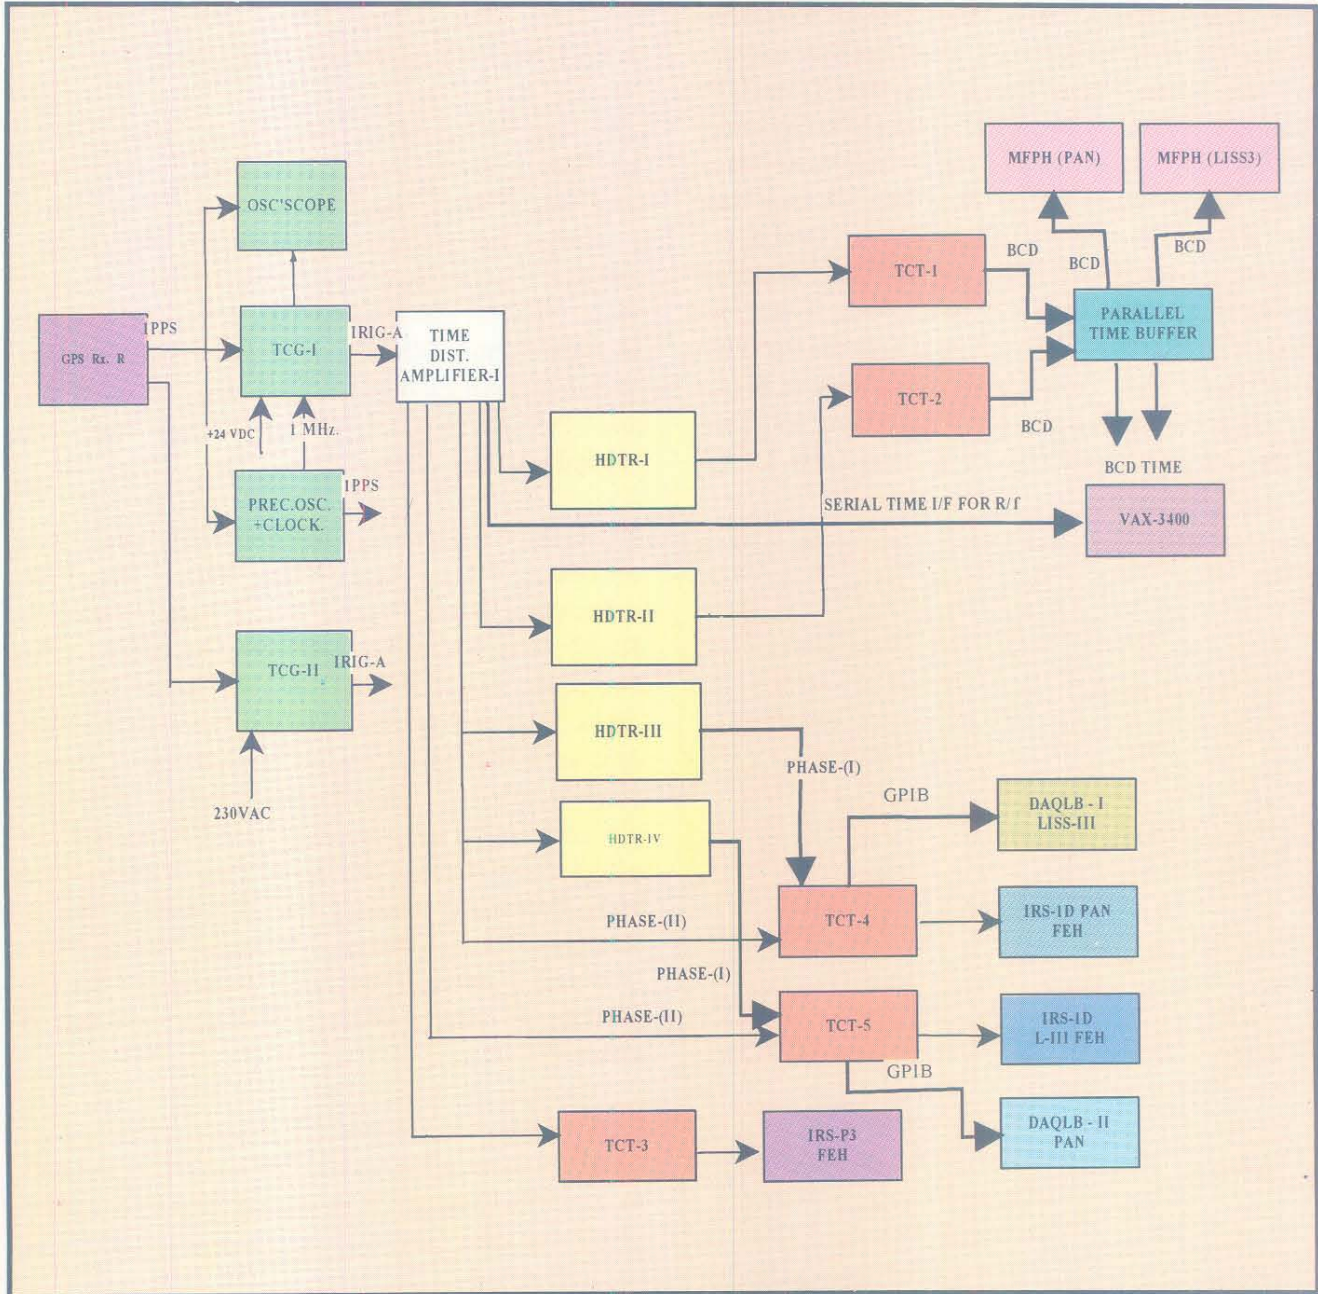 MFPH (PAN)
MFPH (LISS3)
OSC'SCOPE
BCD
BCD
BCD
TCT-1
PARALLEL
TIME BUFFER
GPS Rx. R
1PPS
TCG-I
IRIG-A
TIME
DIST.
AMPLIFIER-I
TCT-2
BCD
+24 VDC
1 MHz.
HDTR-I
BCD TIME
PREC.OSC.
+CLOCK.
1PPS
SERIAL TIME I/F FOR R/f
VAX-3400
HDTR-II
TCG-II
IRIG-A
HDTR-III
PHASE-(I)
230VAC
GPIB
DAQLB - I
LISS-III
HDTR-IV
PHASE-(II)
TCT-4
IRS-1D PAN
FEH
PHASE-(I)
PHASE-(II)
TCT-5
IRS-1D
L-III FEH
GPIB
TCT-3
IRS-P3
FEH
DAQLB - II
PAN